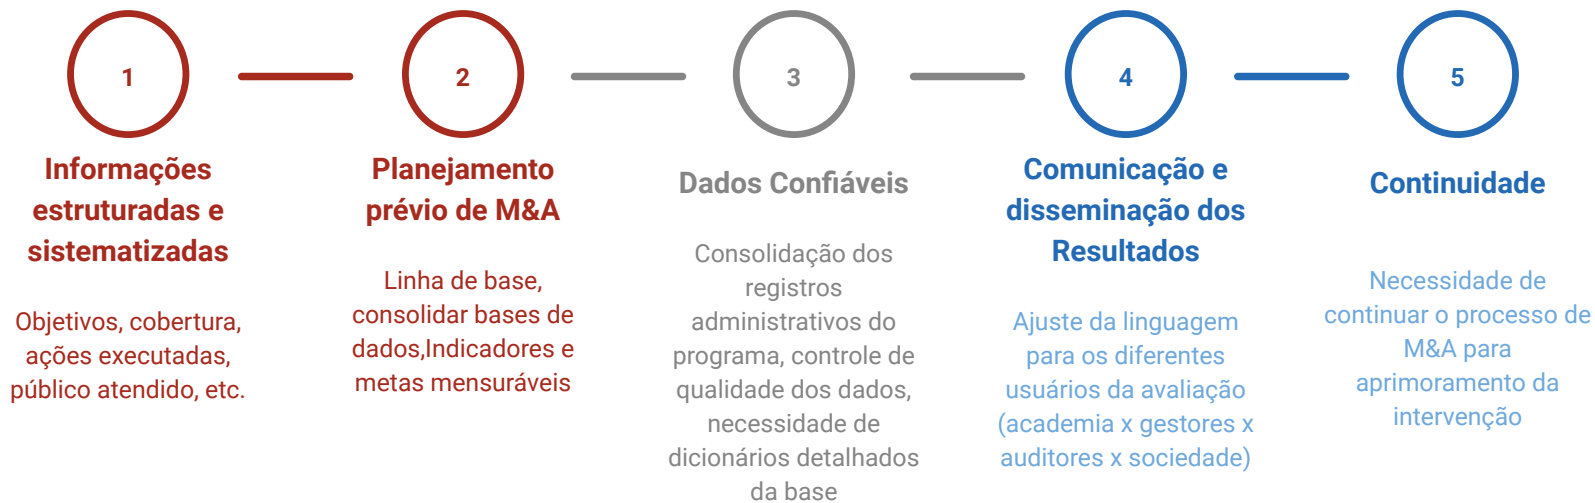 1
Informações
estruturadas e
sistematizadas
Objetivos, cobertura,
ações executadas,
público atendido, etc.
2
Planejamento
prévio de M&A
Linha de base,
consolidar bases de
dados,Indicadores e
metas mensuráveis
3
Dados Confiáveis
Consolidação dos
registros
administrativos do
programa, controle de
qualidade dos dados,
necessidade de
dicionários detalhados
da base
4
Comunicação e
disseminação dos
Resultados
Ajuste da linguagem
para os diferentes
usuários da avaliação
(academia x gestores x
auditores x sociedade)
5
Continuidade
Necessidade de
continuar o processo de
M&A para
aprimoramento da
intervenção